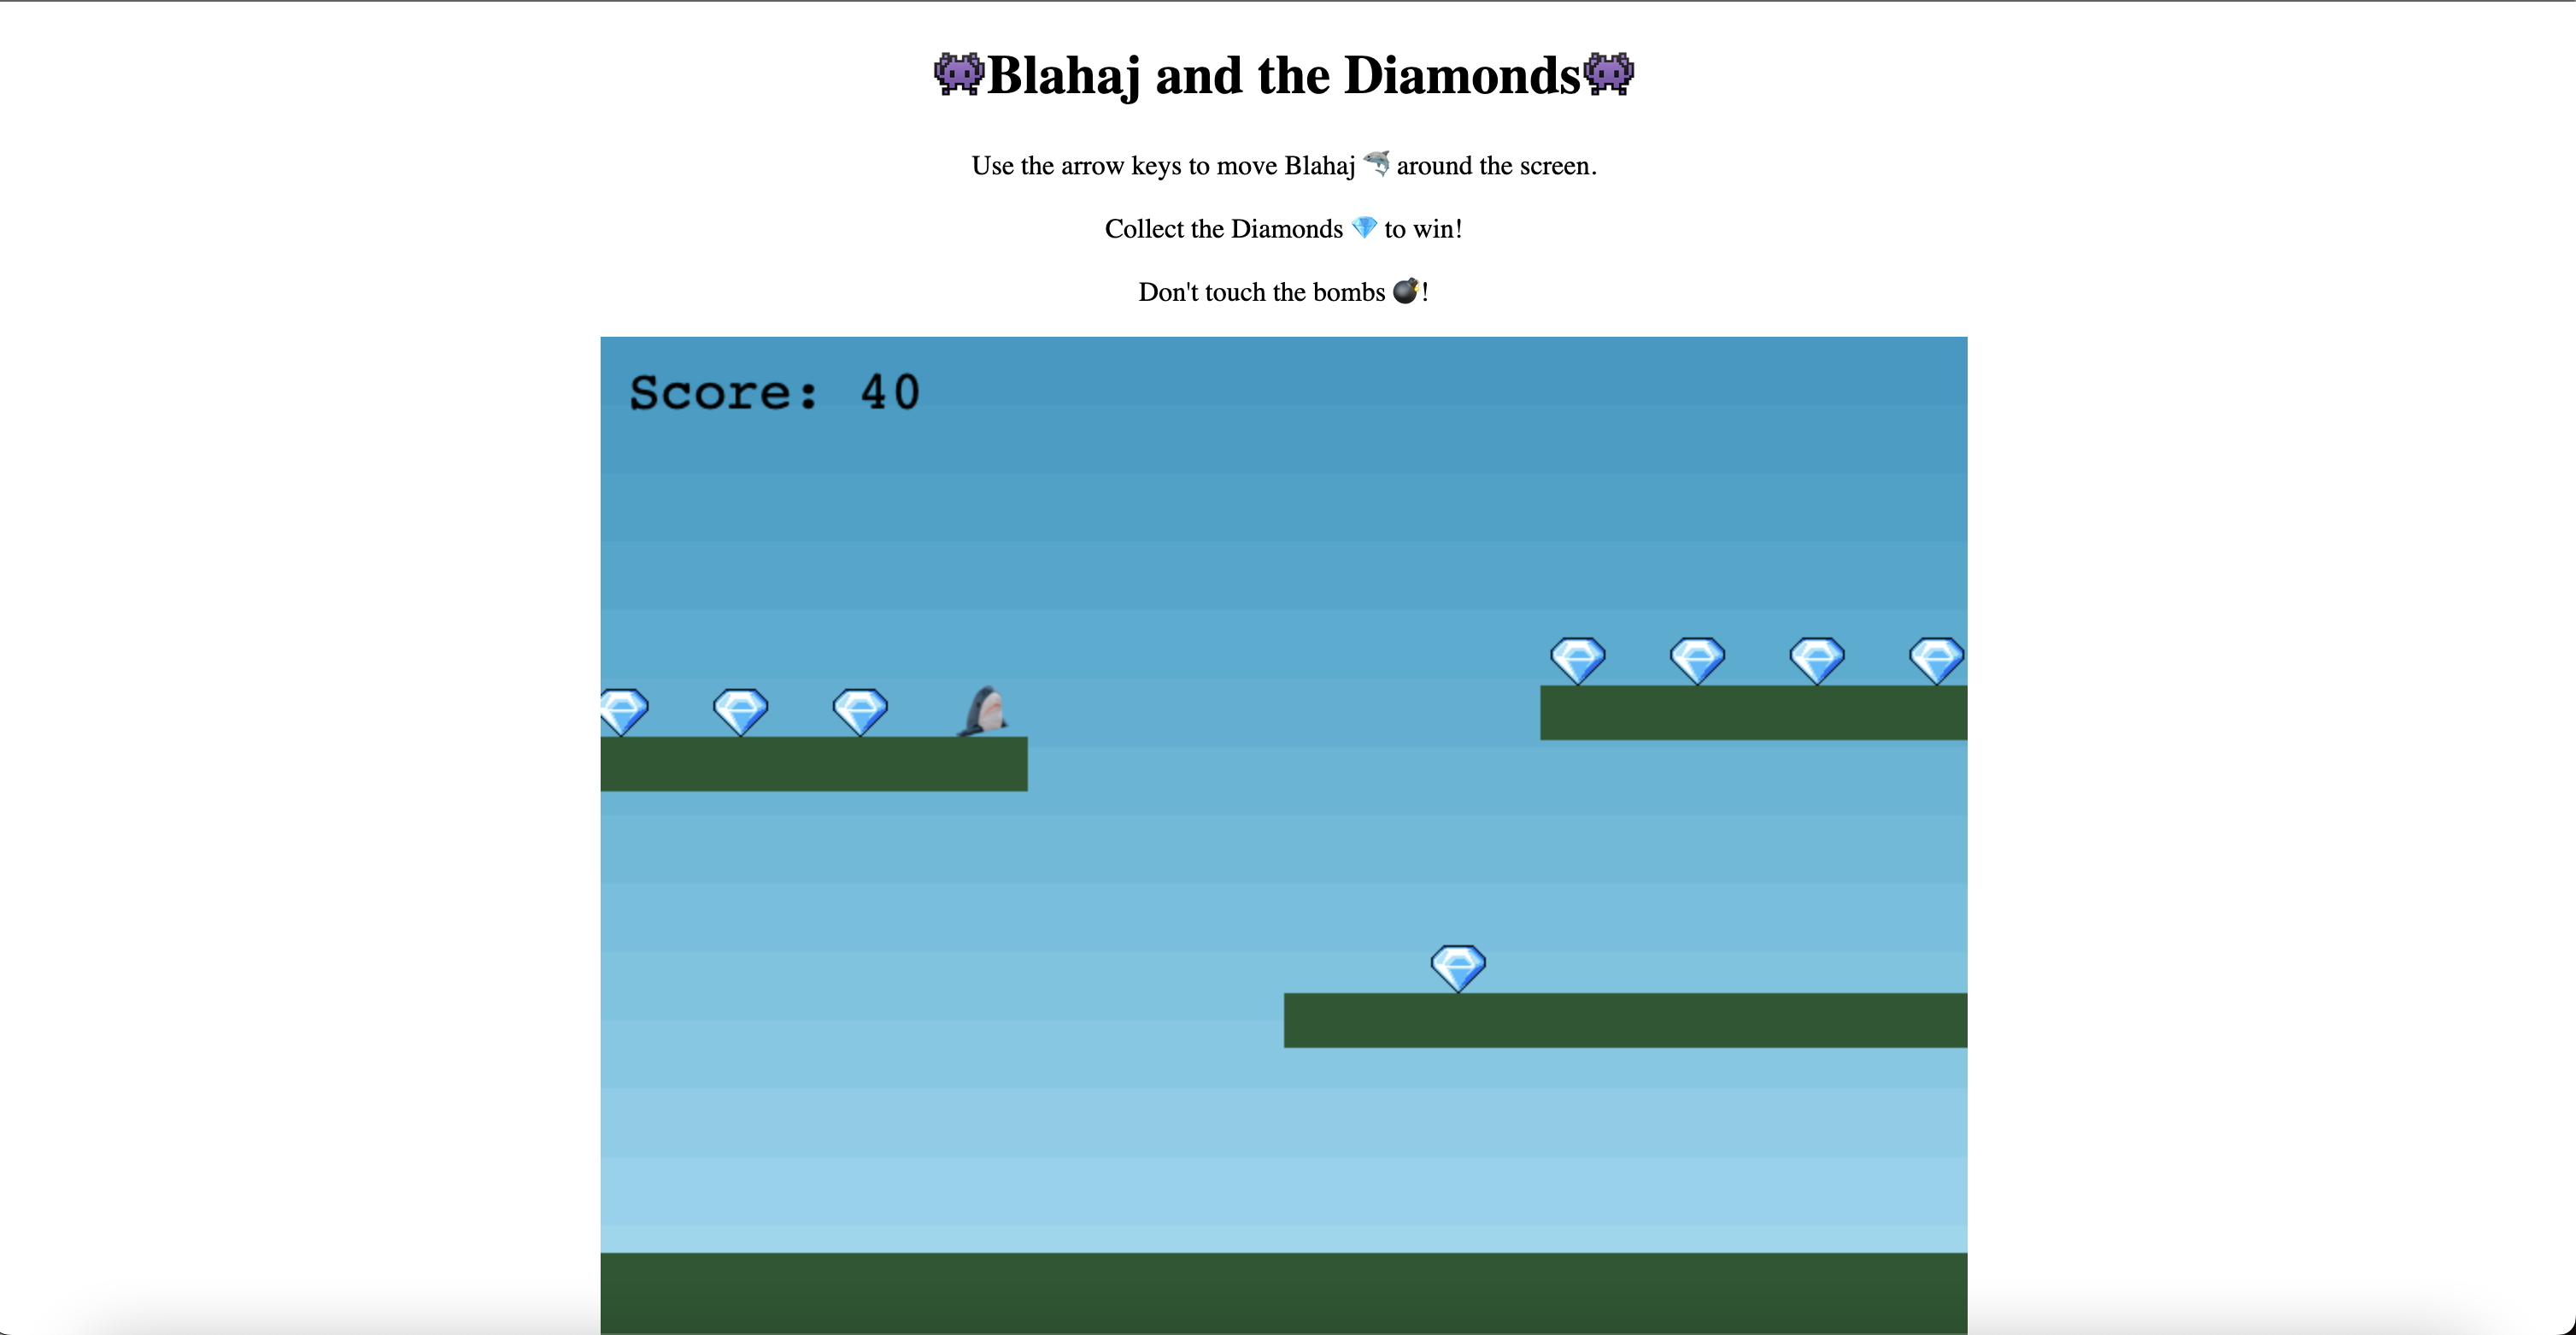 👾Blahaj and the Diamonds👾
Use the arrow keys to move Blahaj 🐬 around the screen.
Collect the Diamonds 💎 to win!
Don't touch the bombs 💣!
Score: 40